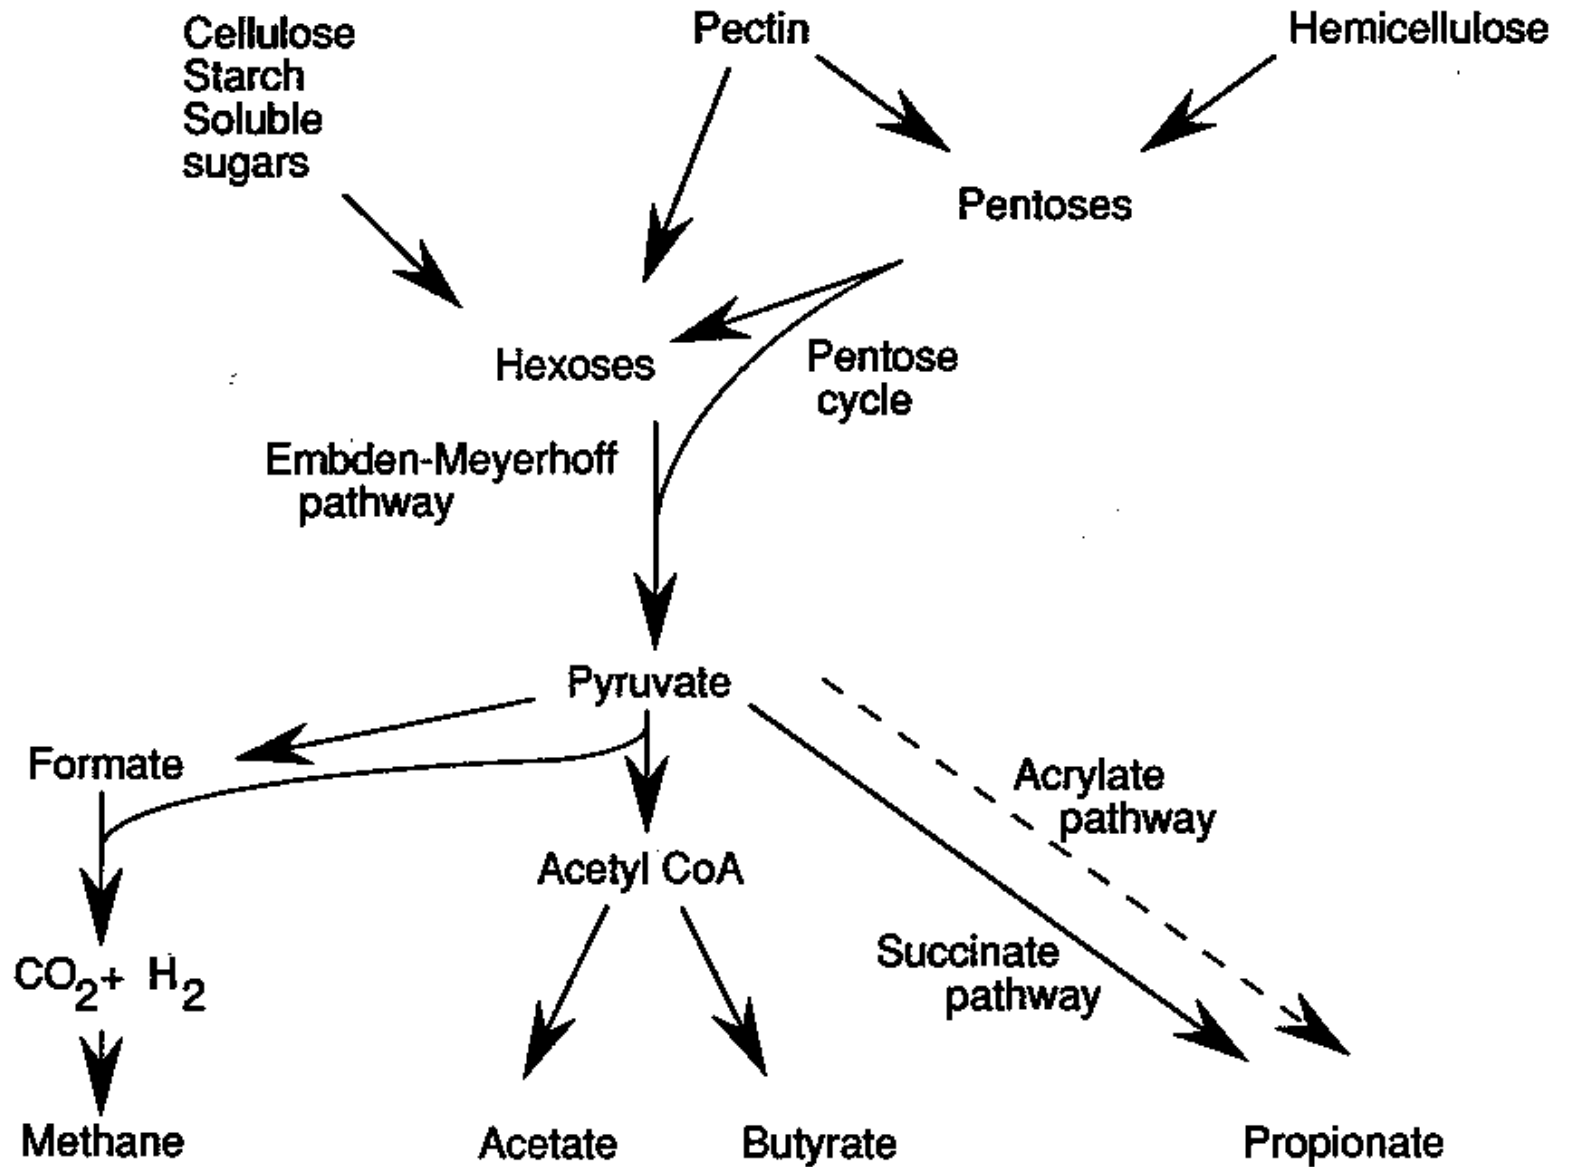 Cellulose
Starch
Soluble
sugars
Pectin
Hemicellulose
Pentoses
Hexoses
Pentose
cycle
Embden-Meyerhoff
pathway
Pyruvate
Formate
Acrylate
pathway
Acetyl CoA
Succinate
pathway
CO₂+ H₂
Methane
Acetate
Butyrate
Propionate